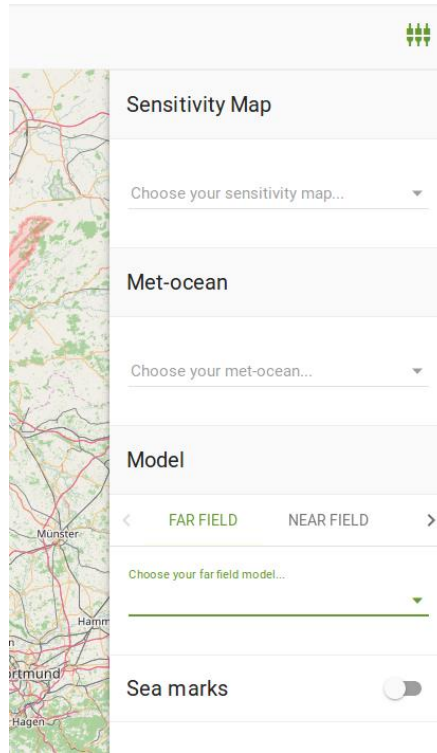 Sensitivity Map
Choose your sensitivity map...
Met-ocean
Choose your met-ocean...
Model
FAR FIELD NEAR FIELD
Choose your far field model...
Sea marks
Münster
Hamm
ortmund
Hagen